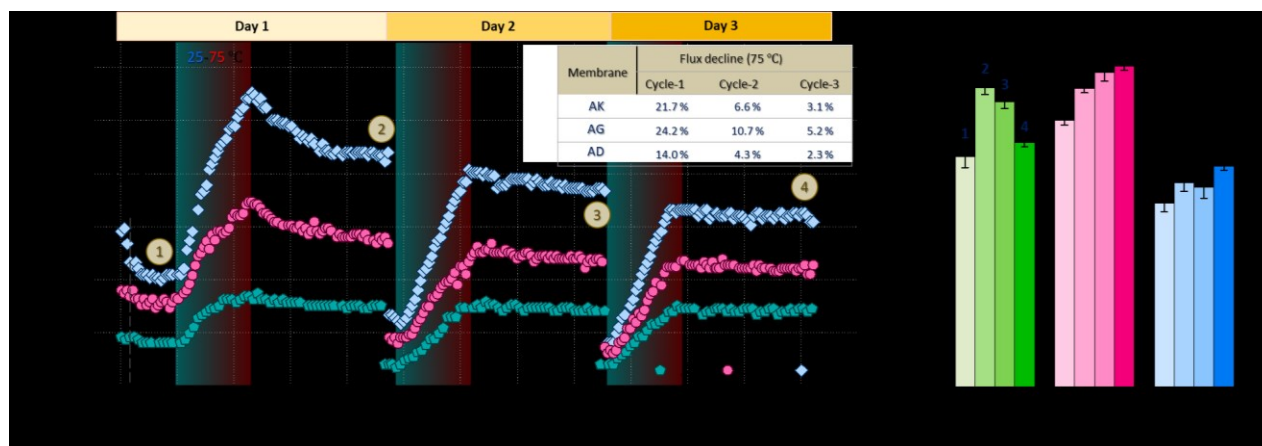 Day 1 Day 2 Day 3
25-75 °C
Membrane Flux decline (75 °C)
Cycle-1 Cycle-2 Cycle-3
AK 21.7% 6.6% 3.1%
AG 24.2% 10.7% 5.2%
AD 14.0% 4.3% 2.3%
1
2
3
4
1
2
3
4